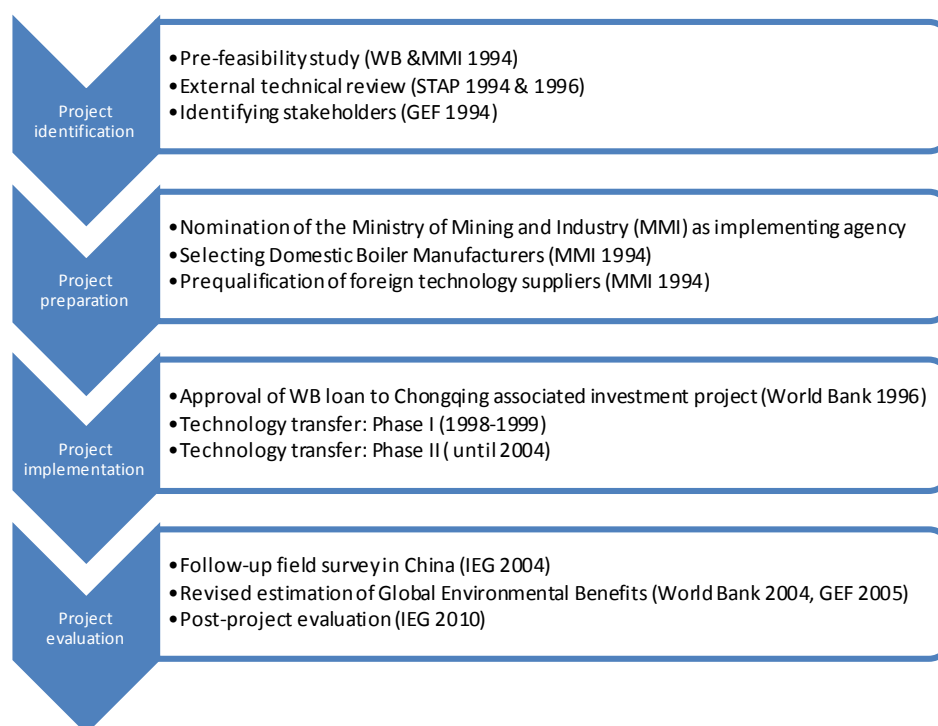 Project
identification
•Pre-feasibility study (WB &MMI 1994)
•External technical review (STAP 1994 & 1996)
•Identifying stakeholders (GEF 1994)
Project
preparation
•Nomination of the Ministry of Mining and Industry (MMI) as implementing agency
•Selecting Domestic Boiler Manufacturers (MMI 1994)
•Prequalification of foreign technology suppliers (MMI 1994)
Project
implementation
•Approval of WB loan to Chongqing associated investment project (World Bank 1996)
•Technology transfer: Phase I (1998-1999)
•Technology transfer: Phase II ( until 2004)
Project
evaluation
•Follow-up field survey in China (IEG 2004)
•Revised estimation of Global Environmental Benefits (World Bank 2004, GEF 2005)
•Post-project evaluation (IEG 2010)